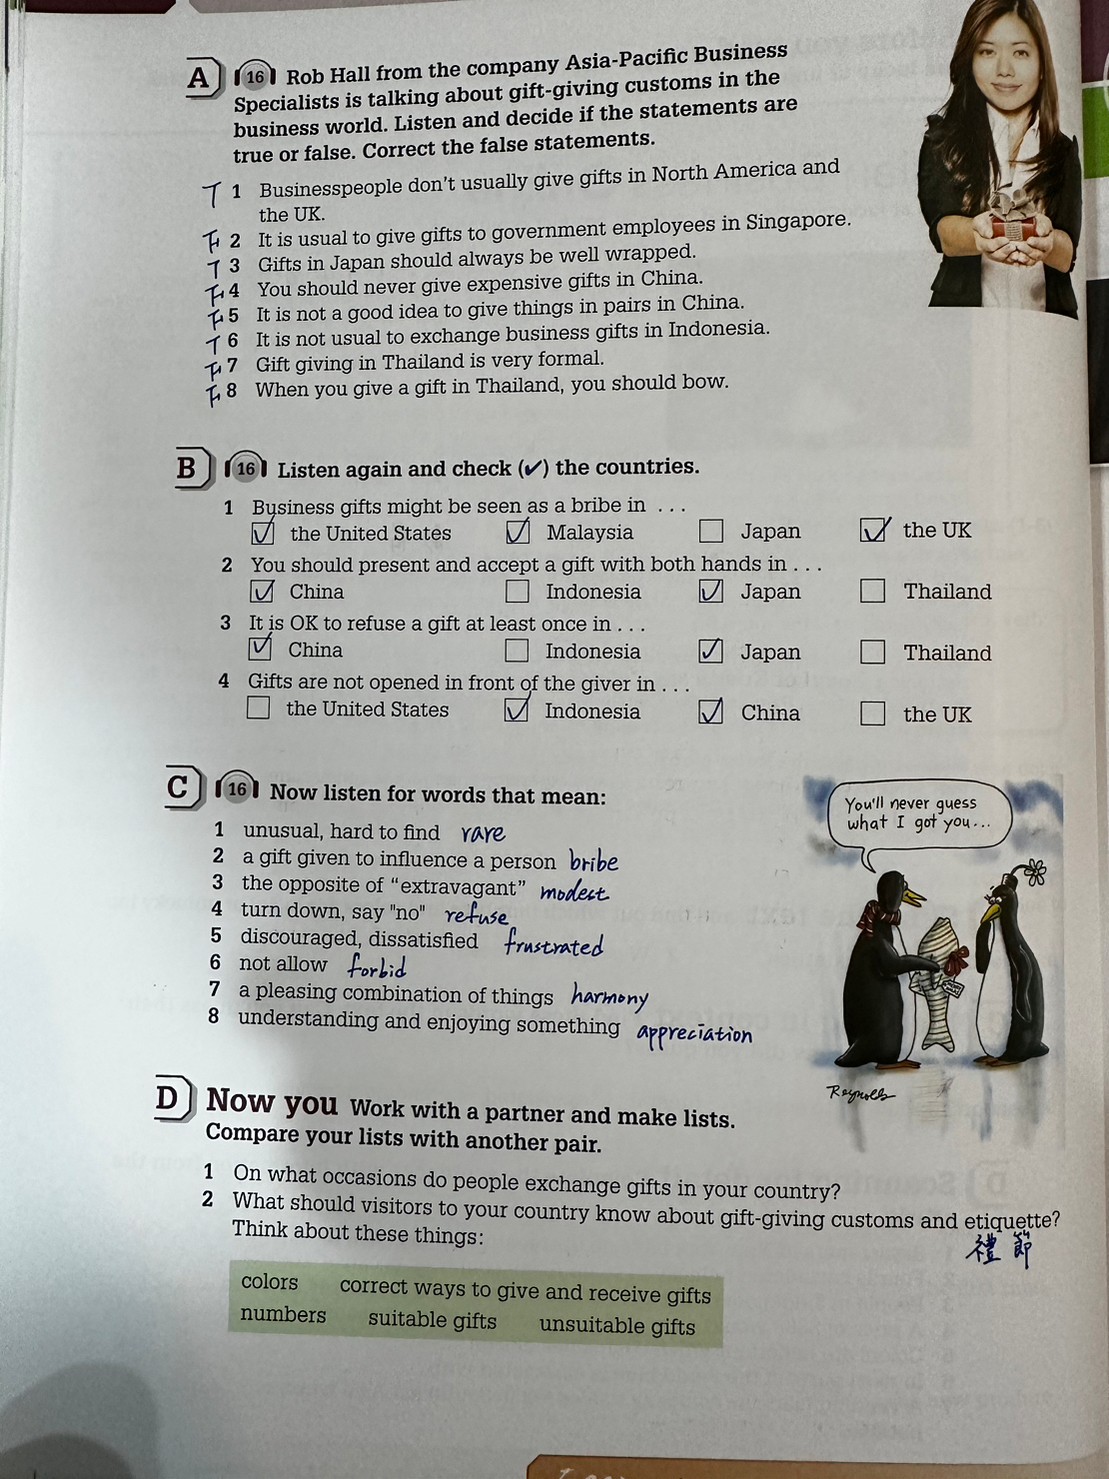 A 16 Rob Hall from the company Asia-Pacific Business
Specialists is talking about gift-giving customs in the
business world. Listen and decide if the statements are
true or false. Correct the false statements.
T 1 Businesspeople don't usually give gifts in North America and
the UK.
F 2 It is usual to give gifts to government employees in Singapore.
T 3 Gifts in Japan should always be well wrapped.
F 4 You should never give expensive gifts in China.
F 5 It is not a good idea to give things in pairs in China.
T 6 It is not usual to exchange business gifts in Indonesia.
F 7 Gift giving in Thailand is very formal.
F 8 When you give a gift in Thailand, you should bow.
B 16 Listen again and check (✓) the countries.
1 Business gifts might be seen as a bribe in . . .
☑ the United States ☑ Malaysia ☐ Japan ☑ the UK
2 You should present and accept a gift with both hands in . . .
☑ China ☐ Indonesia ☑ Japan ☐ Thailand
3 It is OK to refuse a gift at least once in . . .
☑ China ☐ Indonesia ☑ Japan ☐ Thailand
4 Gifts are not opened in front of the giver in . . .
☐ the United States ☑ Indonesia ☑ China ☐ the UK
C 16 Now listen for words that mean:
1 unusual, hard to find rare
2 a gift given to influence a person bribe
3 the opposite of “extravagant” modest
4 turn down, say "no" refuse
5 discouraged, dissatisfied frustrated
6 not allow forbid
7 a pleasing combination of things harmony
8 understanding and enjoying something appreciation
You'll never guess
what I got you...
Reynolds
D Now you Work with a partner and make lists.
Compare your lists with another pair.
1 On what occasions do people exchange gifts in your country?
2 What should visitors to your country know about gift-giving customs and etiquette?
禮節
Think about these things:
colors correct ways to give and receive gifts
numbers suitable gifts unsuitable gifts